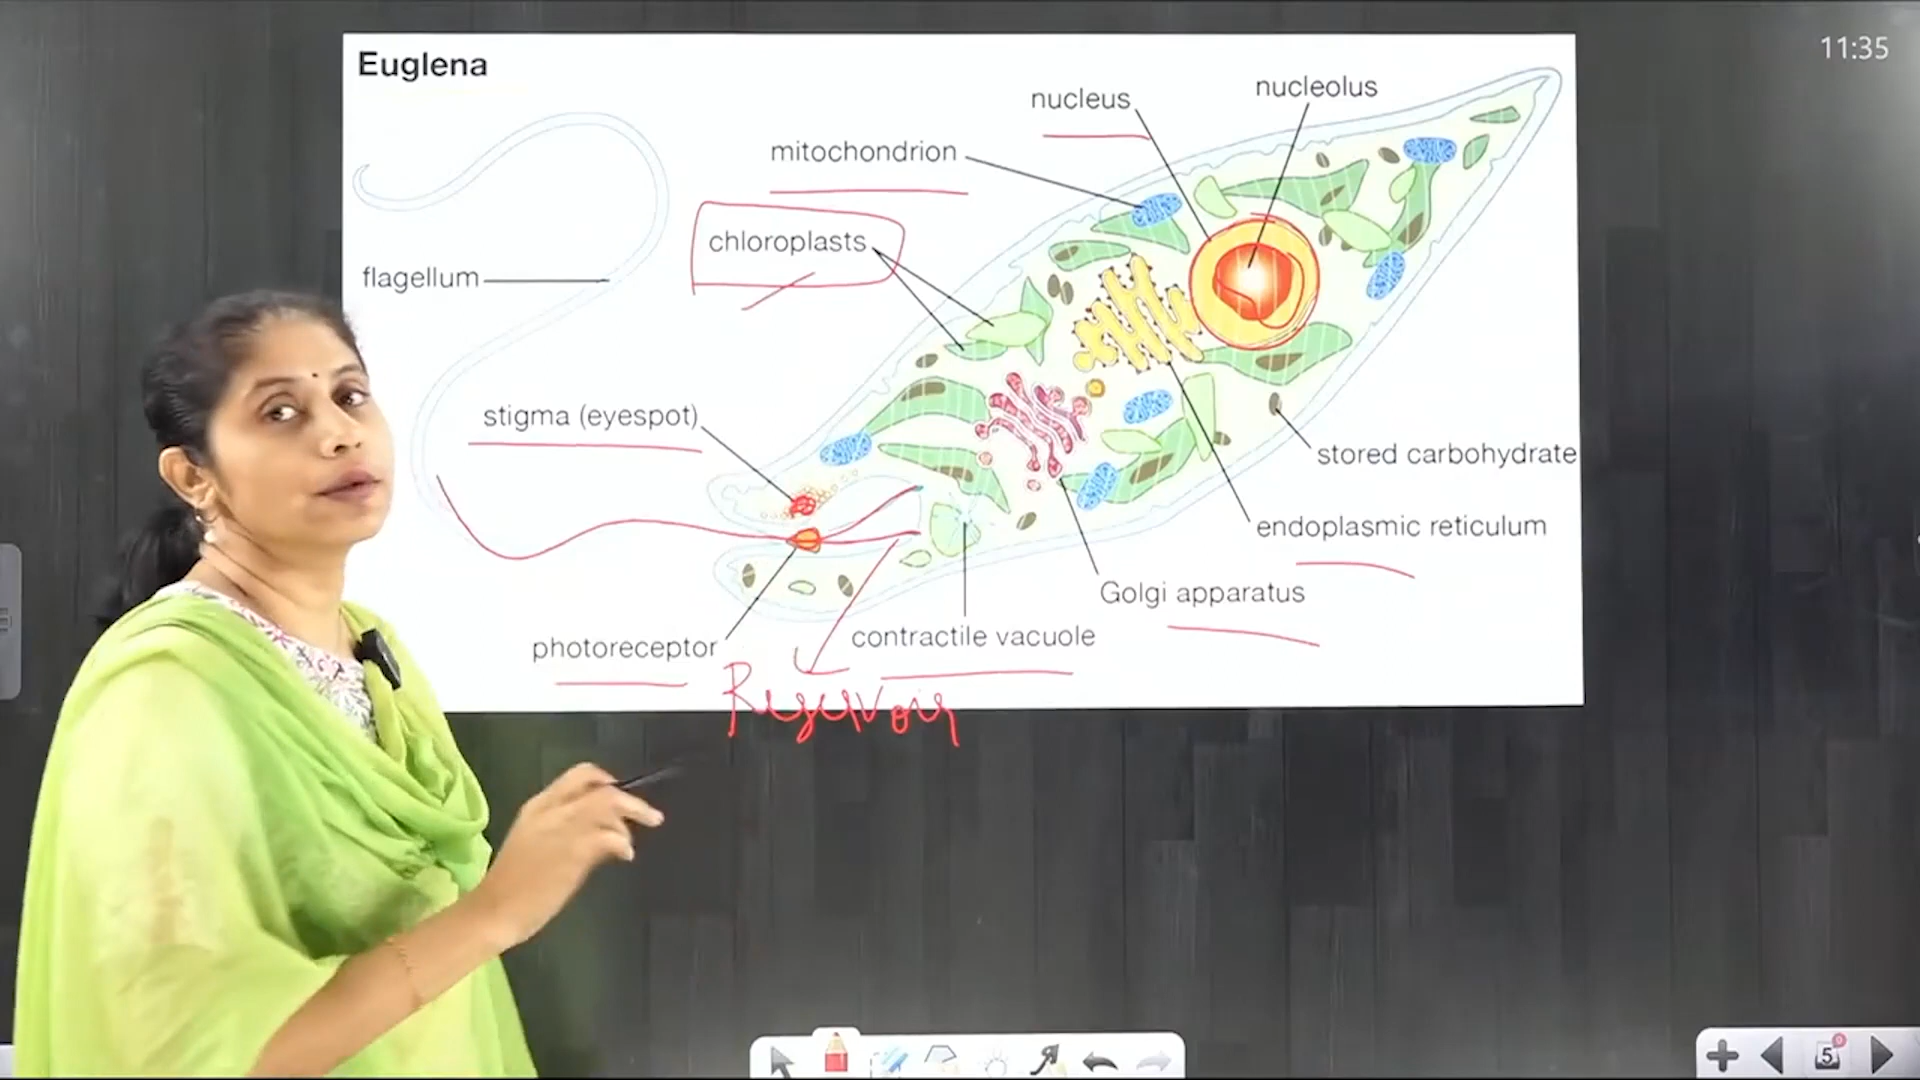 Euglena
11:35
nucleolus
nucleus
mitochondrion
chloroplasts
flagellum
stigma (eyespot)
stored carbohydrate
endoplasmic reticulum
Golgi apparatus
contractile vacuole
photoreceptor
Reservoir
5